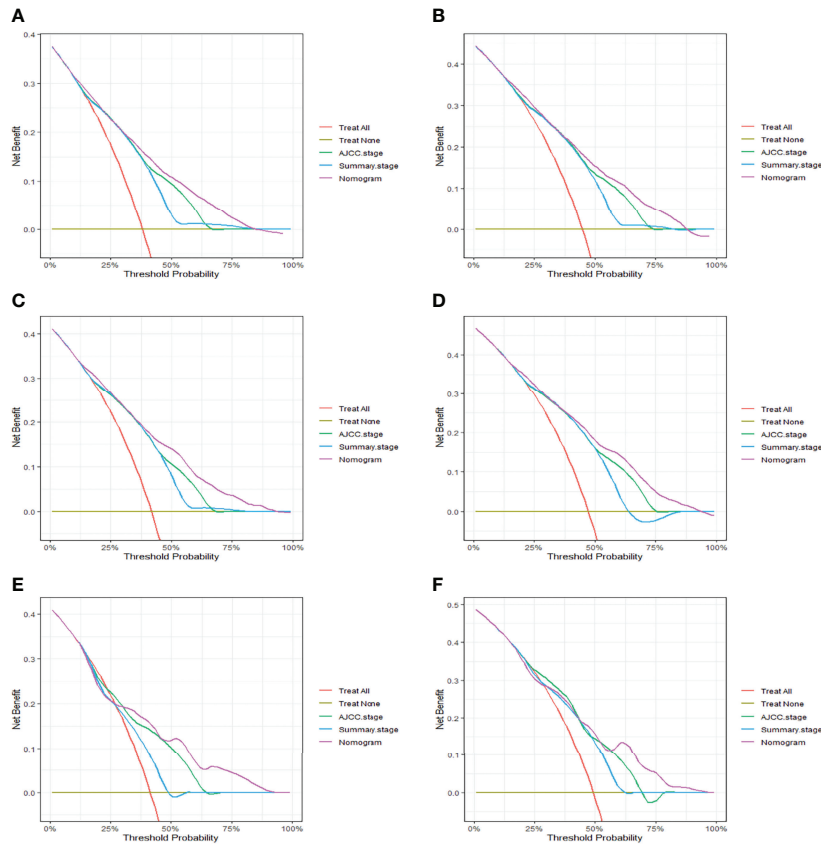 A
0.4
0.3
0.2
0.1
0.0
Net Benefit
0%
25%
50%
75%
100%
Threshold Probability
Treat All
Treat None
AJCC.stage
Summary.stage
Nomogram
B
0.4
0.3
0.2
0.1
0.0
Net Benefit
0%
25%
50%
75%
100%
Threshold Probability
Treat All
Treat None
AJCC.stage
Summary.stage
Nomogram
C
0.4
0.3
0.2
0.1
0.0
Net Benefit
0%
25%
50%
75%
100%
Threshold Probability
Treat All
Treat None
AJCC.stage
Summary.stage
Nomogram
D
0.4
0.3
0.2
0.1
0.0
Net Benefit
0%
25%
50%
75%
100%
Threshold Probability
Treat All
Treat None
AJCC.stage
Summary.stage
Nomogram
E
0.4
0.3
0.2
0.1
0.0
Net Benefit
0%
25%
50%
75%
100%
Threshold Probability
Treat All
Treat None
AJCC.stage
Summary.stage
Nomogram
F
0.5
0.4
0.3
0.2
0.1
0.0
Net Benefit
0%
25%
50%
75%
100%
Threshold Probability
Treat All
Treat None
AJCC.stage
Summary.stage
Nomogram